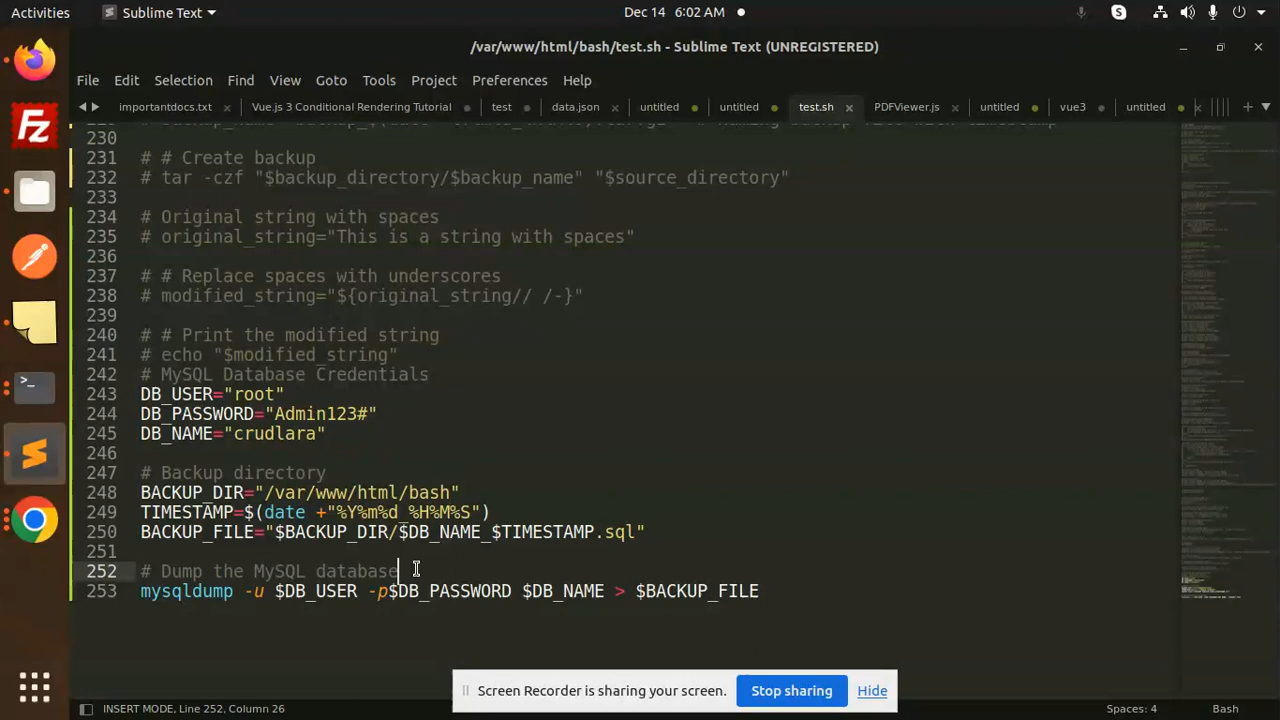 Activities Sublime Text Dec 14 6:02 AM
/var/www/html/bash/test.sh - Sublime Text (UNREGISTERED)
File Edit Selection Find View Goto Tools Project Preferences Help
importantdocs.txt Vue.js 3 Conditional Rendering Tutorial test data.json untitled untitled test.sh PDFViewer.js untitled vue3 untitled
230
231 # # Create backup
232 # tar -czf "$backup_directory/$backup_name" "$source_directory"
233
234 # Original string with spaces
235 # original_string="This is a string with spaces"
236
237 # # Replace spaces with underscores
238 # modified_string="${original_string// /-}"
239
240 # # Print the modified string
241 # echo "$modified_string"
242 # MySQL Database Credentials
243 DB_USER="root"
244 DB_PASSWORD="Admin123#"
245 DB_NAME="crudlara"
246
247 # Backup directory
248 BACKUP_DIR="/var/www/html/bash"
249 TIMESTAMP=$(date +"%Y%m%d_%H%M%S")
250 BACKUP_FILE="$BACKUP_DIR/$DB_NAME_$TIMESTAMP.sql"
251
252 # Dump the MySQL database
253 mysqldump -u $DB_USER -p$DB_PASSWORD $DB_NAME > $BACKUP_FILE
Screen Recorder is sharing your screen. Stop sharing Hide
INSERT MODE, Line 252, Column 26 Spaces: 4 Bash